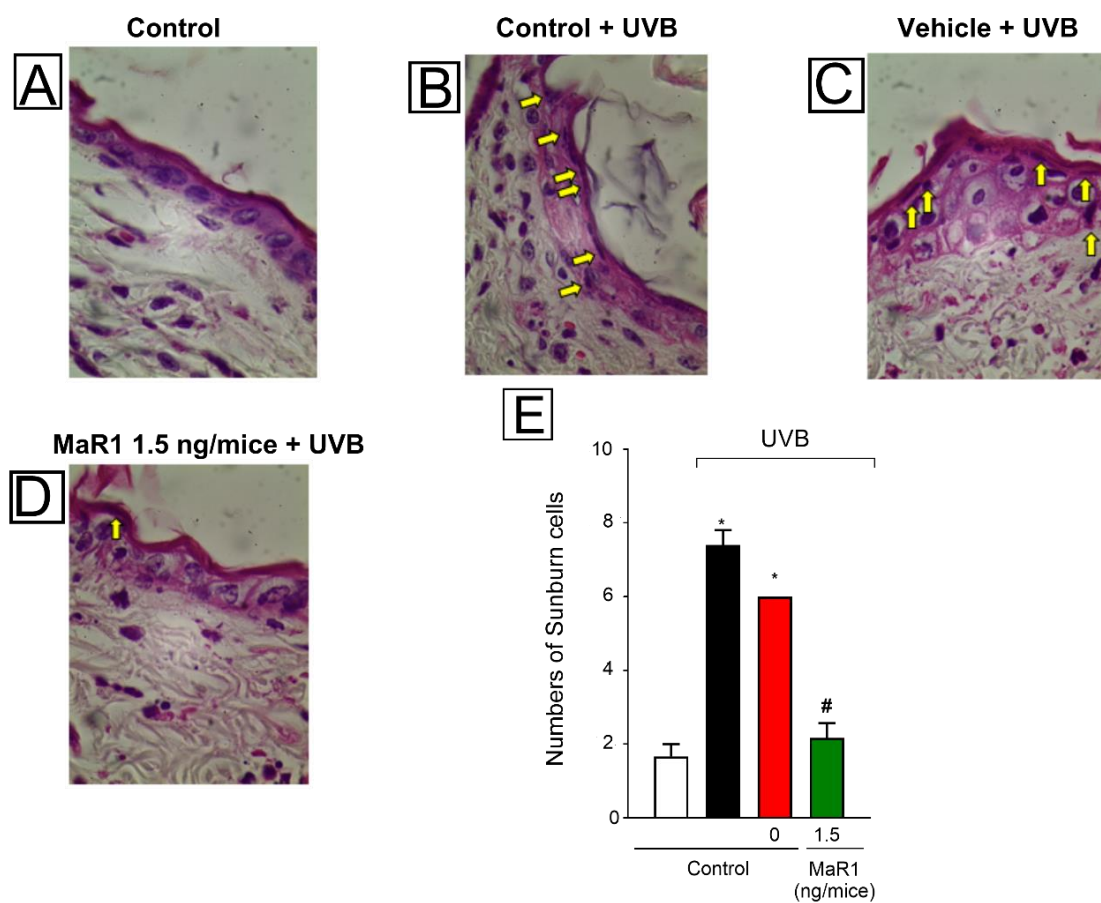 Control
Control + UVB
Vehicle + UVB
A
B
C
MaR1 1.5 ng/mice + UVB
D
E
UVB
Numbers of Sunburn cells
10
8
6
4
2
0
*
*
#
0
1.5
Control
MaR1
(ng/mice)